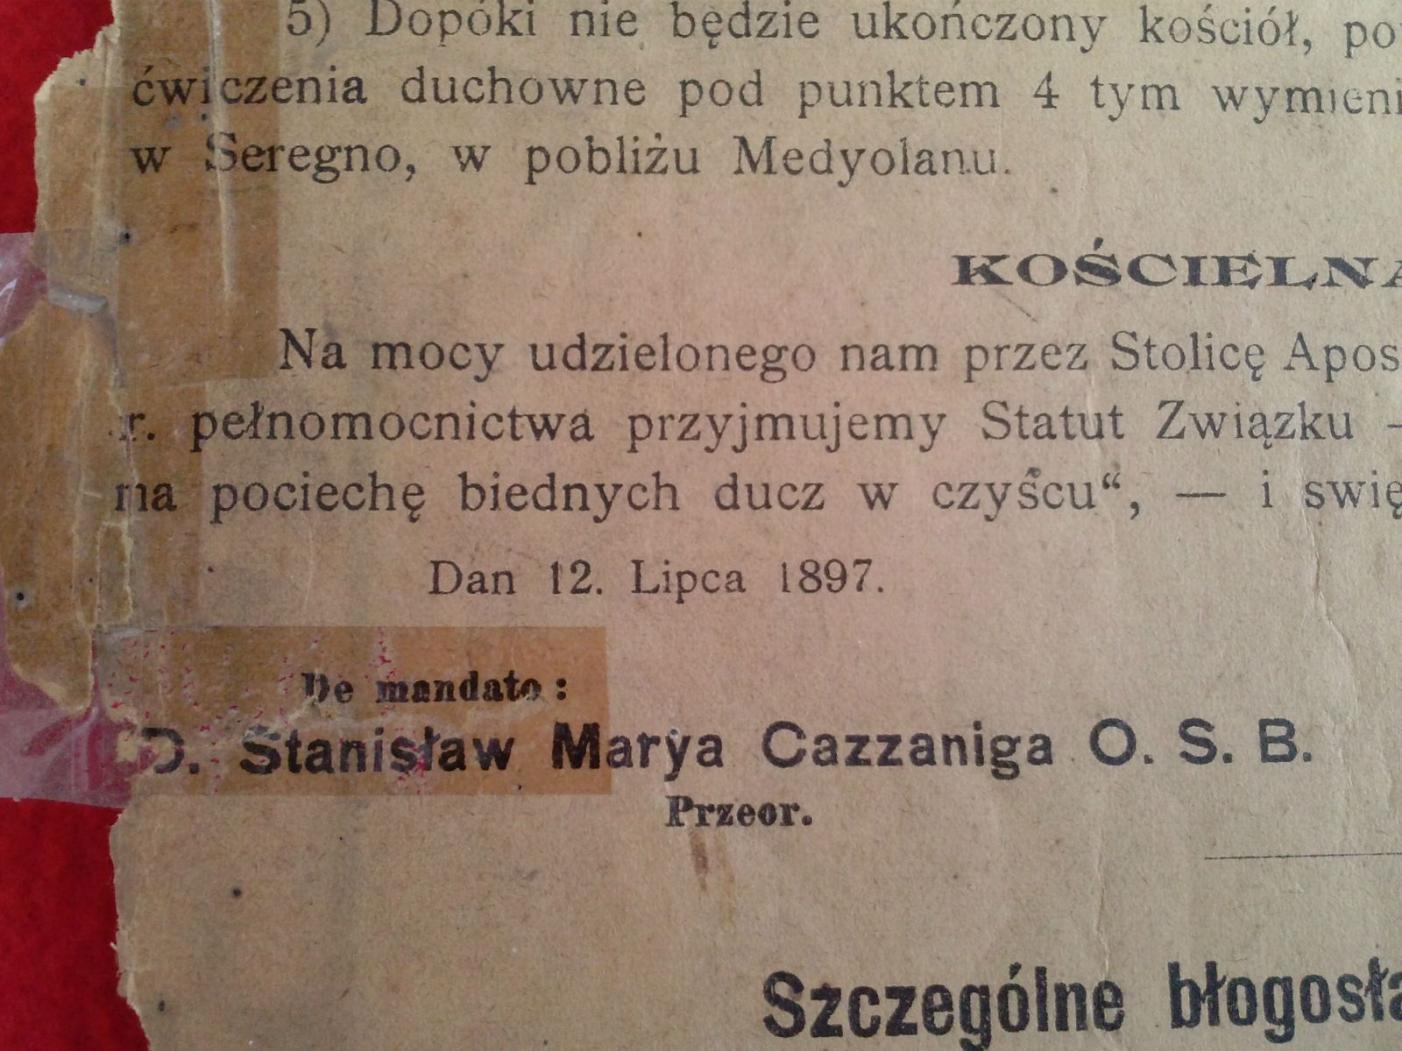 5) Dopóki nie będzie ukończony kościół,
ćwiczenia duchowne pod punktem 4 tym
w Seregno, w pobliżu Medyolanu.
KOŚCIELNA
Na mocy udzielonego nam przez Stolicę Apos
r. pełnomocnictwa przyjmujemy Statut Związku —
na pociechę biednych ducz w czyścu“, — i swię
Dan 12. Lipca 1897.
De mandato:
D. Stanisław Marya Cazzaniga O. S. B.
Przeor.
Szczególne błogosła